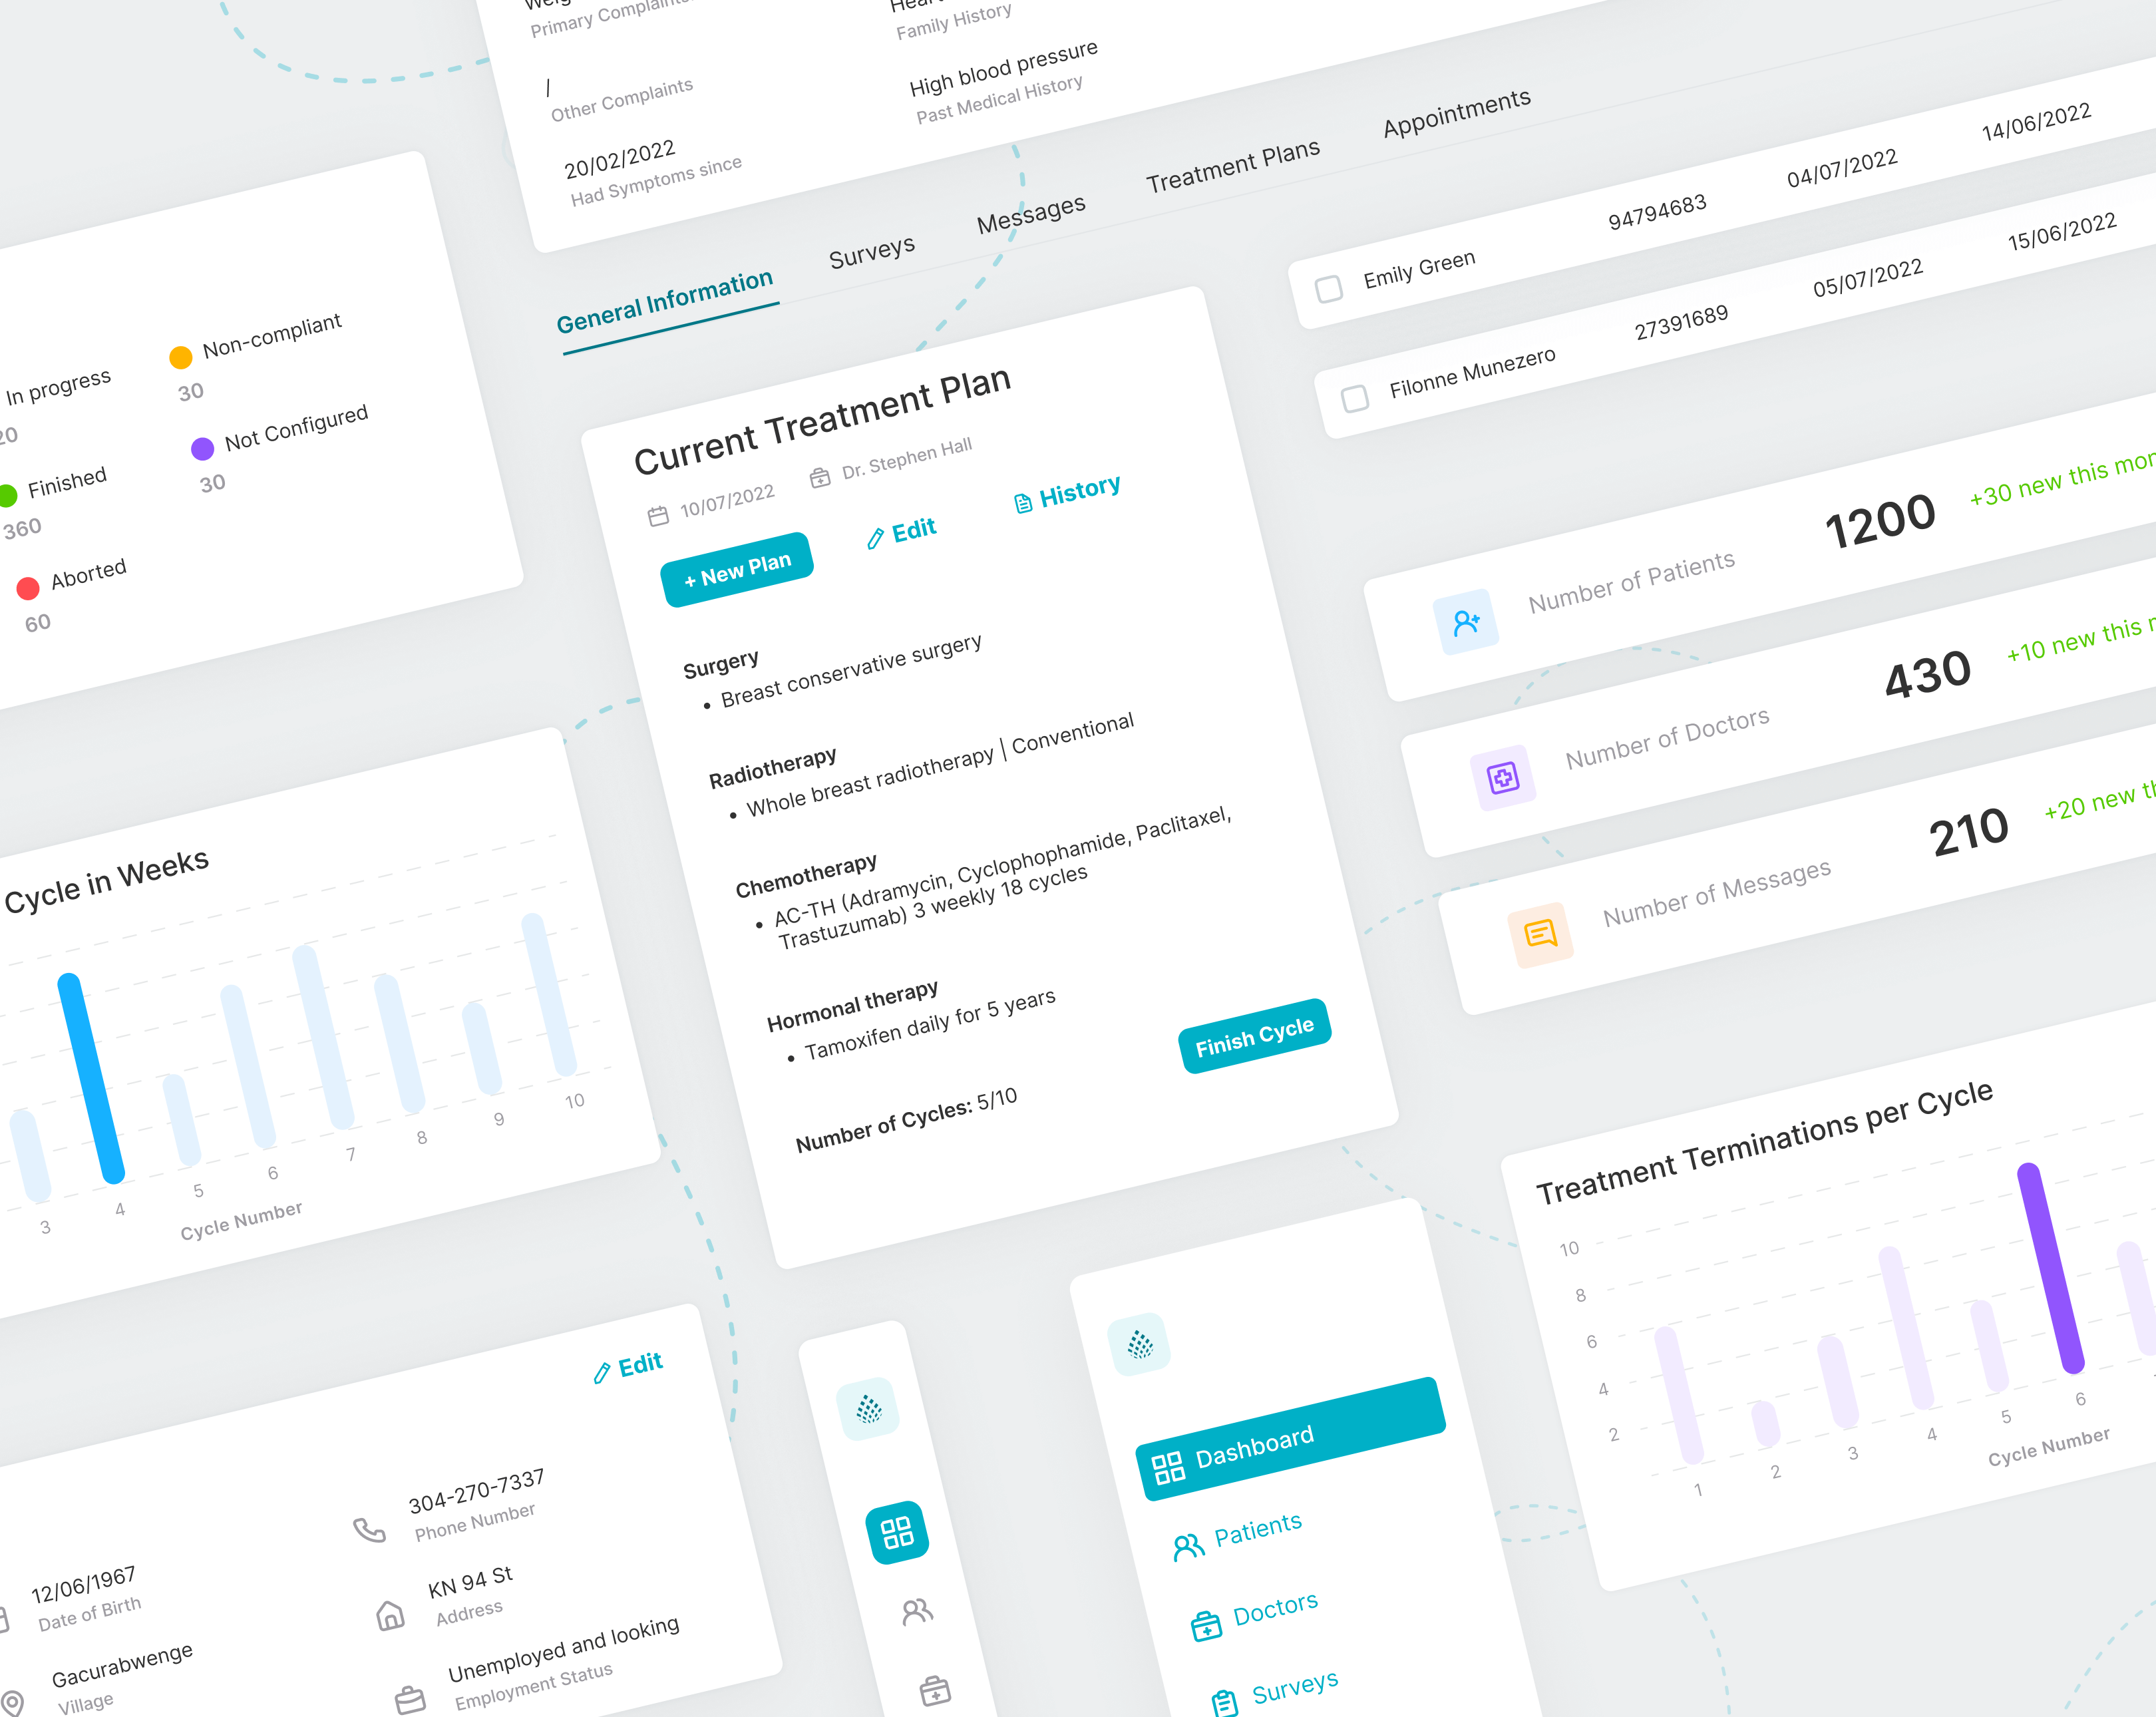 Primary Complaints
Family History
/
Other Complaints
High blood pressure
Past Medical History
20/02/2022
Had Symptoms since
General Information
Surveys
Messages
Treatment Plans
Appointments
Emily Green 94794683 04/07/2022 14/06/2022
Filonne Munezero 27391689 05/07/2022 15/06/2022
In progress
Non-compliant
30
Finished
360
Not Configured
30
Aborted
60
Current Treatment Plan
10/07/2022 Dr. Stephen Hall
+ New Plan
Edit
History
Surgery
• Breast conservative surgery
Radiotherapy
• Whole breast radiotherapy | Conventional
Chemotherapy
• AC-TH (Adramycin, Cyclophophamide, Paclitaxel,
Trastuzumab) 3 weekly 18 cycles
Hormonal therapy
• Tamoxifen daily for 5 years
Number of Cycles: 5/10
Finish Cycle
Number of Patients 1200 +30 new this
Number of Doctors 430 +10 new this
Number of Messages 210 +20 new
Cycle in Weeks
3 4 5 6 7 8 9 10
Cycle Number
Treatment Terminations per Cycle
10
8
6
4
2
1 2 3 4 5 6
Cycle Number
Edit
304-270-7337
Phone Number
12/06/1967
Date of Birth
KN 94 St
Address
Gacurabwenge
Village
Unemployed and looking
Employment Status
Dashboard
Patients
Doctors
Surveys